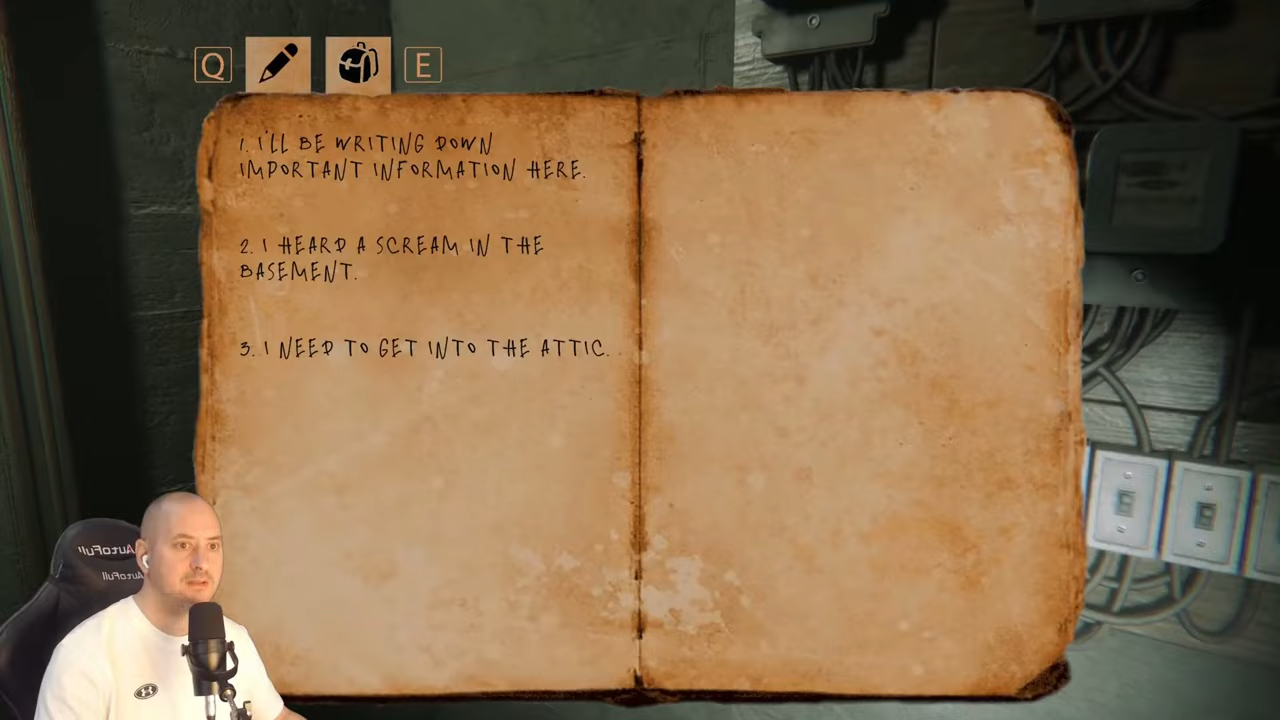 Q E
1. I'LL BE WRITING DOWN
IMPORTANT INFORMATION HERE.
2. I HEARD A SCREAM IN THE
BASEMENT.
3. I NEED TO GET INTO THE ATTIC.
AutoFull
AutoFull